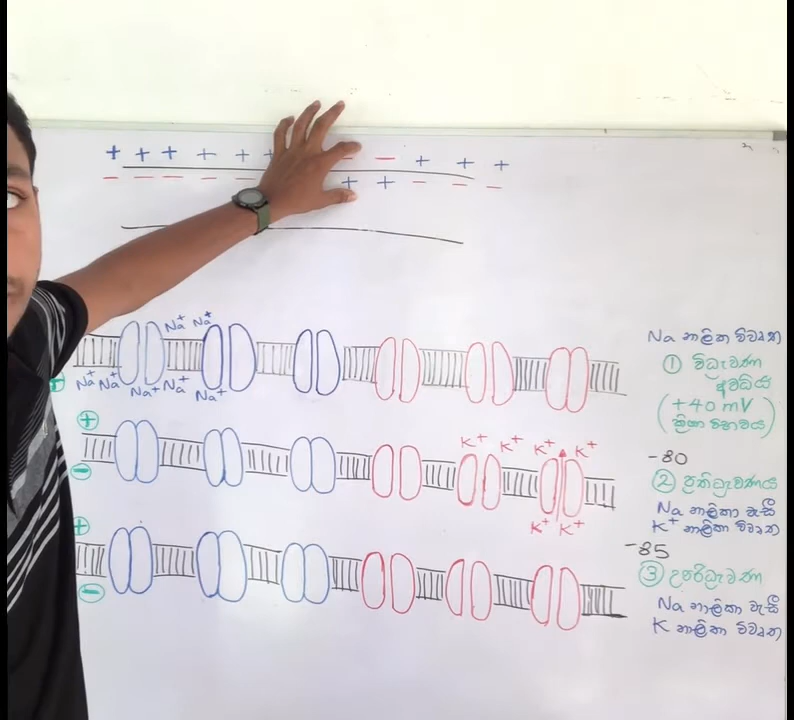 + + + + + + − − + + +
− − − − − + + − − −
Na⁺ Na⁺
Na නාලිකා විවෘත
① විධ්‍රැවණ
අවධිය
Na⁺ Na⁺ Na⁺ Na⁺ Na⁺
(+40 mV
ක්‍රියා විභවය)
+
K⁺ K⁺ K⁺ K⁺
-80
② ප්‍රතිධ්‍රැවණය
−
Na නාලිකා වැසී
K⁺ නාලිකා විවෘත
K⁺ K⁺
+
-85
③ උපරිධ්‍රැවණ
−
Na නාලිකා වැසී
K නාලිකා විවෘත